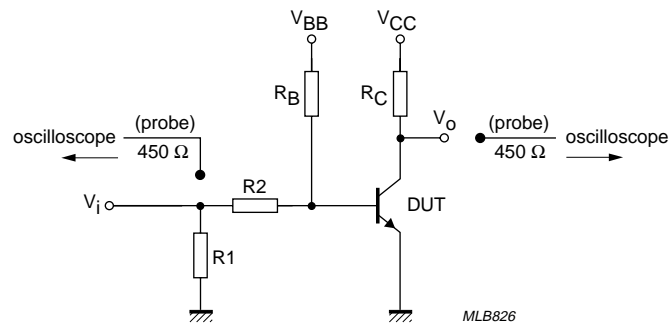 VBB
VCC
RB
RC
(probe)
oscilloscope
450 Ω
Vo
(probe)
oscilloscope
450 Ω
R2
Vi
DUT
R1
MLB826